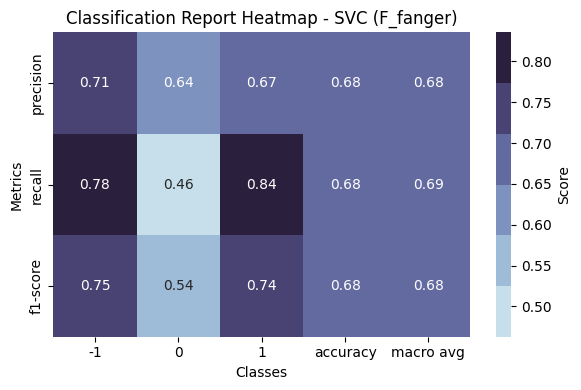 Classification Report Heatmap - SVC (F_fanger)
Metrics
precision
0.71 0.64 0.67 0.68 0.68
recall
0.78 0.46 0.84 0.68 0.69
f1-score
0.75 0.54 0.74 0.68 0.68
-1 0 1 accuracy macro avg
Classes
0.80
0.75
0.70
0.65
0.60
0.55
0.50
Score